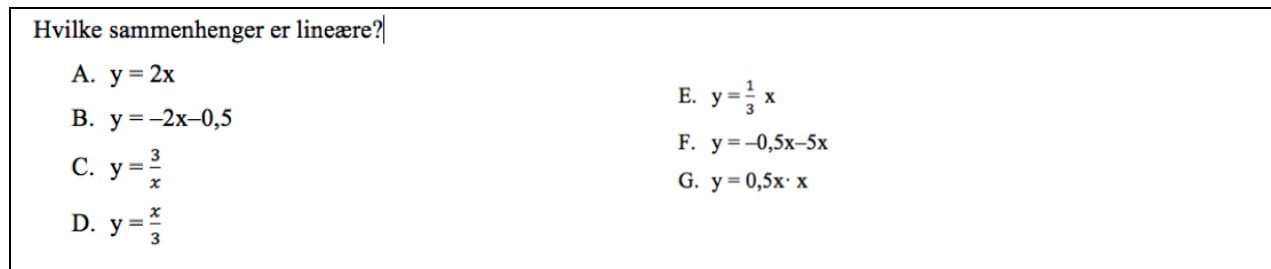 Hvilke sammenhenger er lineære?
A. y = 2x
B. y = –2x–0,5
C. y = 3/x
D. y = x/3
E. y = 1/3 x
F. y = –0,5x–5x
G. y = 0,5x· x